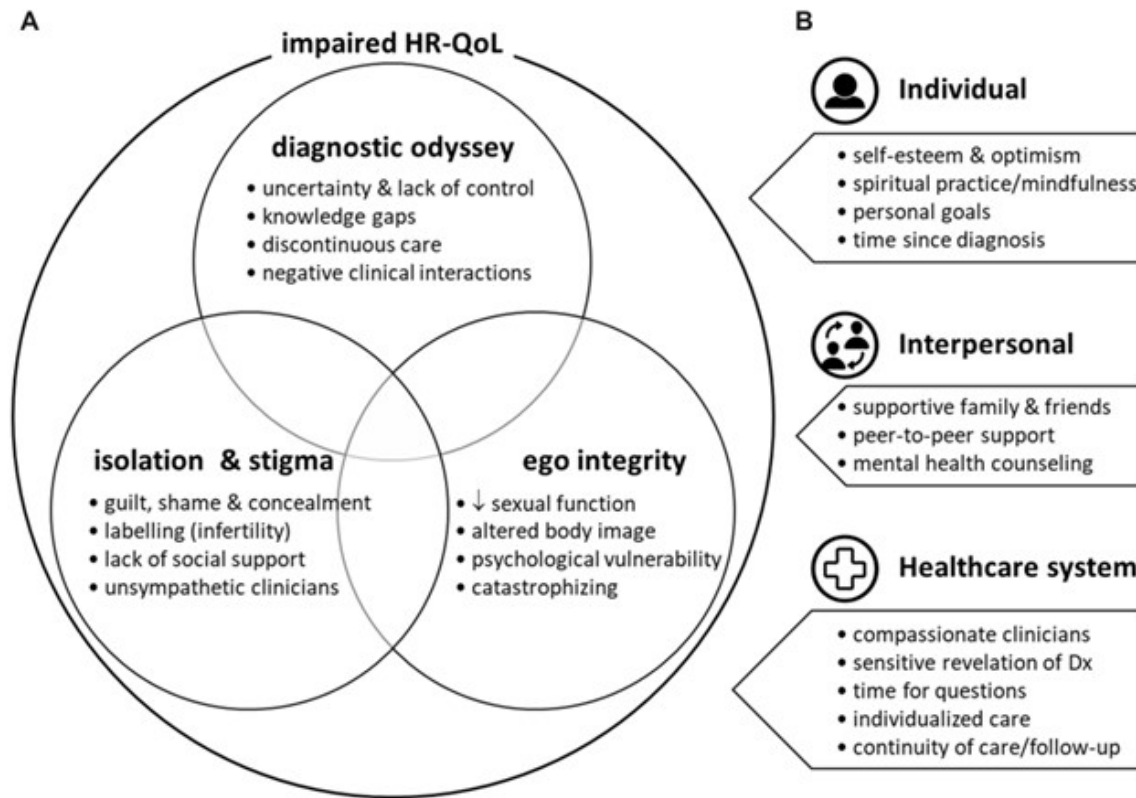 A
impaired HR-QoL
diagnostic odyssey
• uncertainty & lack of control
• knowledge gaps
• discontinuous care
• negative clinical interactions
isolation & stigma
• guilt, shame & concealment
• labelling (infertility)
• lack of social support
• unsympathetic clinicians
ego integrity
• ↓ sexual function
• altered body image
• psychological vulnerability
• catastrophizing
B
Individual
• self-esteem & optimism
• spiritual practice/mindfulness
• personal goals
• time since diagnosis
Interpersonal
• supportive family & friends
• peer-to-peer support
• mental health counseling
Healthcare system
• compassionate clinicians
• sensitive revelation of Dx
• time for questions
• individualized care
• continuity of care/follow-up